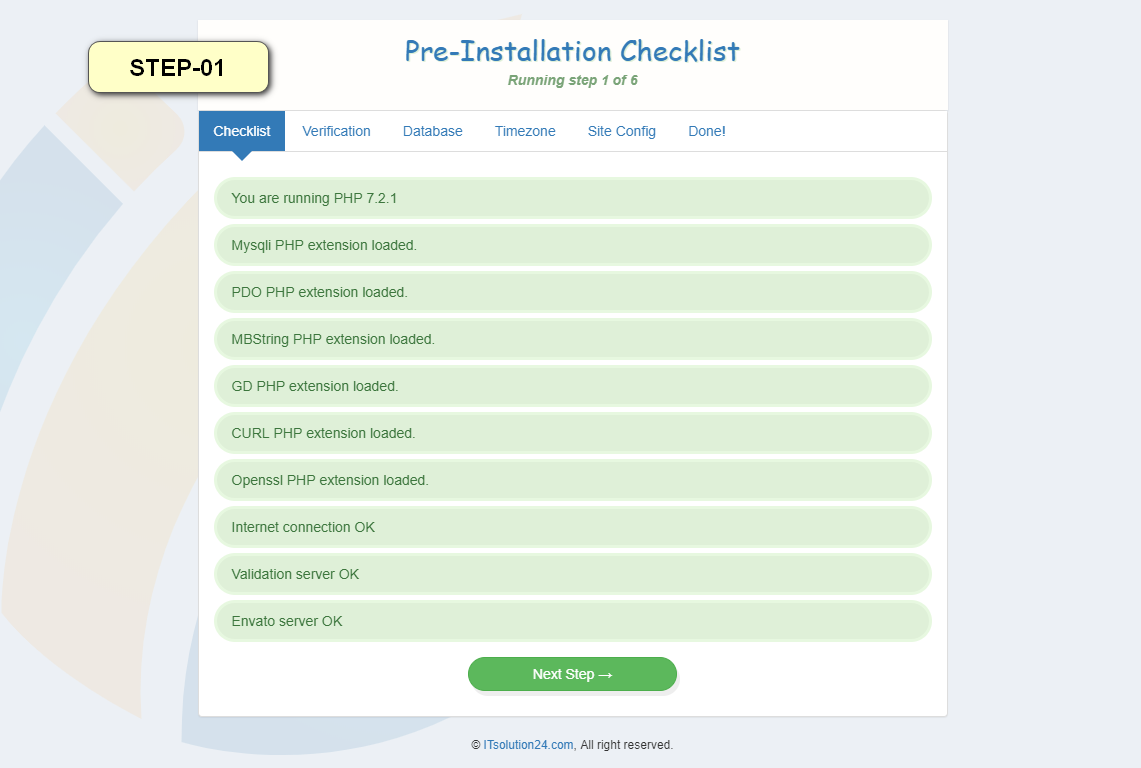 STEP-01
Pre-Installation Checklist
Running step 1 of 6
Checklist Verification Database Timezone Site Config Done!
You are running PHP 7.2.1
Mysqli PHP extension loaded.
PDO PHP extension loaded.
MBString PHP extension loaded.
GD PHP extension loaded.
CURL PHP extension loaded.
Openssl PHP extension loaded.
Internet connection OK
Validation server OK
Envato server OK
Next Step →
© ITsolution24.com, All right reserved.